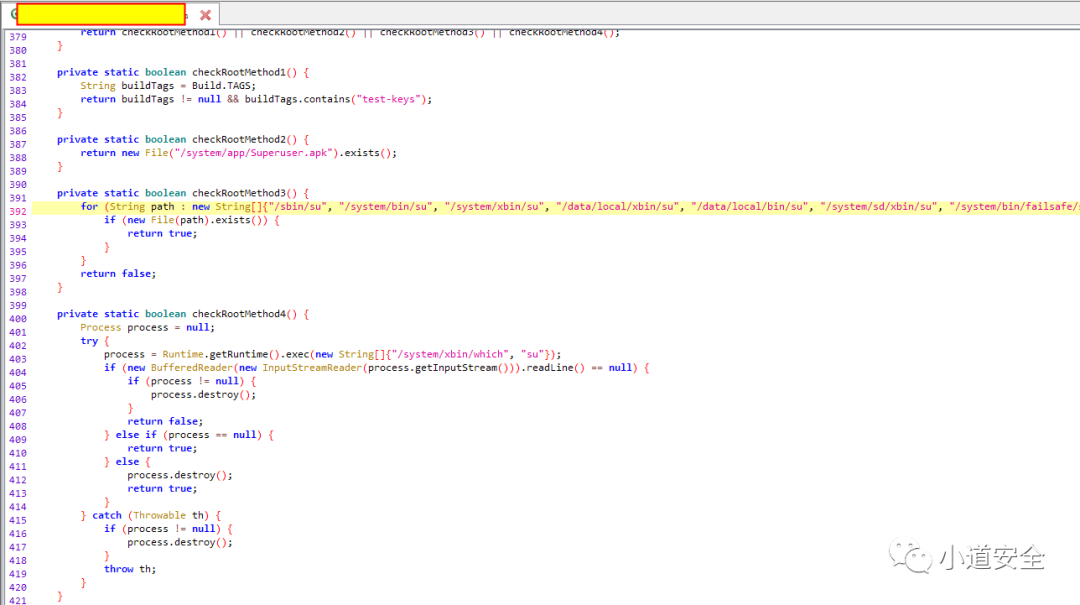 379 return checkRootMethod1() || checkRootMethod2() || checkRootMethod3() || checkRootMethod4();
380 }
381
382 private static boolean checkRootMethod1() {
383 String buildTags = Build.TAGS;
384 return buildTags != null && buildTags.contains("test-keys");
385 }
386
387 private static boolean checkRootMethod2() {
388 return new File("/system/app/Superuser.apk").exists();
389 }
390
391 private static boolean checkRootMethod3() {
392 for (String path : new String[]{"/sbin/su", "/system/bin/su", "/system/xbin/su", "/data/local/xbin/su", "/data/local/bin/su", "/system/sd/xbin/su", "/system/bin/failsafe/
393 if (new File(path).exists()) {
394 return true;
395 }
396 }
397 return false;
398 }
399
400 private static boolean checkRootMethod4() {
401 Process process = null;
402 try {
403 process = Runtime.getRuntime().exec(new String[]{"/system/xbin/which", "su"});
404 if (new BufferedReader(new InputStreamReader(process.getInputStream())).readLine() == null) {
405 if (process != null) {
406 process.destroy();
407 }
408 return false;
409 } else if (process == null) {
410 return true;
411 } else {
412 process.destroy();
413 return true;
414 }
415 } catch (Throwable th) {
416 if (process != null) {
417 process.destroy();
418 }
419 throw th;
420 }
421 }
小道安全